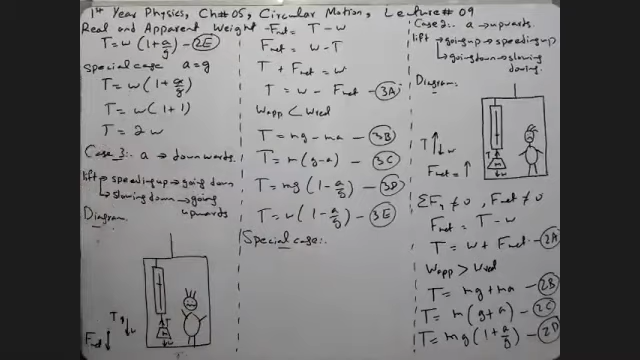 1st Year Physics, Ch#05, Circular Motion, Lecture# 09
Real and Apparent Weight
T = w (1+a/g) - 2E
Special case a = g
T = w (1 + a/g)
T = w (1+1)
T = 2w
Case 3: a → downwards.
lift → speeding up → going down
→ slowing down → going upwards
Diagram
T, ↓w
Fnet ↓
T
m
w
-Fnet = T - w
Fnet = w - T
T + Fnet = w
T = w - Fnet - 3A
Wapp < Wreal
T = mg - ma - 3B
T = m (g-a) - 3C
T = mg (1 - a/g) - 3D
T = w (1 - a/g) - 3E
Special case:
Case 2: a → upwards.
lift → going up → speeding up
→ going down → slowing down.
Diagram:
T ↑ ↓ w
Fnet = ↑
T
m
w
ΣFy ≠ 0, Fnet ≠ 0
Fnet = T - w
T = w + Fnet - 2A
Wapp > Wreal
T = mg + ma - 2B
T = m (g + a) - 2C
T = mg (1 + a/g) - 2D